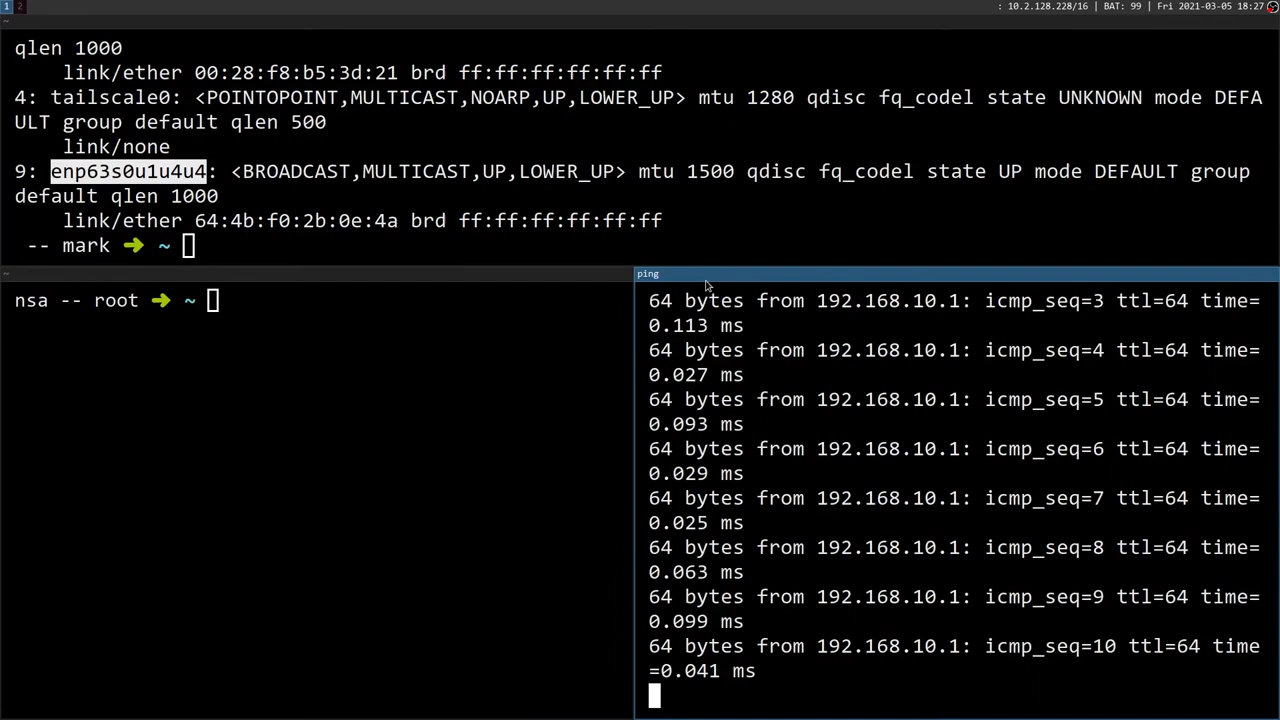 1 2
: 10.2.128.228/16 | BAT: 99 | Fri 2021-03-05 18:27
~
qlen 1000
link/ether 00:28:f8:b5:3d:21 brd ff:ff:ff:ff:ff:ff
4: tailscale0: <POINTOPOINT,MULTICAST,NOARP,UP,LOWER_UP> mtu 1280 qdisc fq_codel state UNKNOWN mode DEFA
ULT group default qlen 500
link/none
9: enp63s0u1u4u4: <BROADCAST,MULTICAST,UP,LOWER_UP> mtu 1500 qdisc fq_codel state UP mode DEFAULT group
default qlen 1000
link/ether 64:4b:f0:2b:0e:4a brd ff:ff:ff:ff:ff:ff
-- mark ➜ ~
~
nsa -- root ➜ ~
ping
64 bytes from 192.168.10.1: icmp_seq=3 ttl=64 time=
0.113 ms
64 bytes from 192.168.10.1: icmp_seq=4 ttl=64 time=
0.027 ms
64 bytes from 192.168.10.1: icmp_seq=5 ttl=64 time=
0.093 ms
64 bytes from 192.168.10.1: icmp_seq=6 ttl=64 time=
0.029 ms
64 bytes from 192.168.10.1: icmp_seq=7 ttl=64 time=
0.025 ms
64 bytes from 192.168.10.1: icmp_seq=8 ttl=64 time=
0.063 ms
64 bytes from 192.168.10.1: icmp_seq=9 ttl=64 time=
0.099 ms
64 bytes from 192.168.10.1: icmp_seq=10 ttl=64 time
=0.041 ms